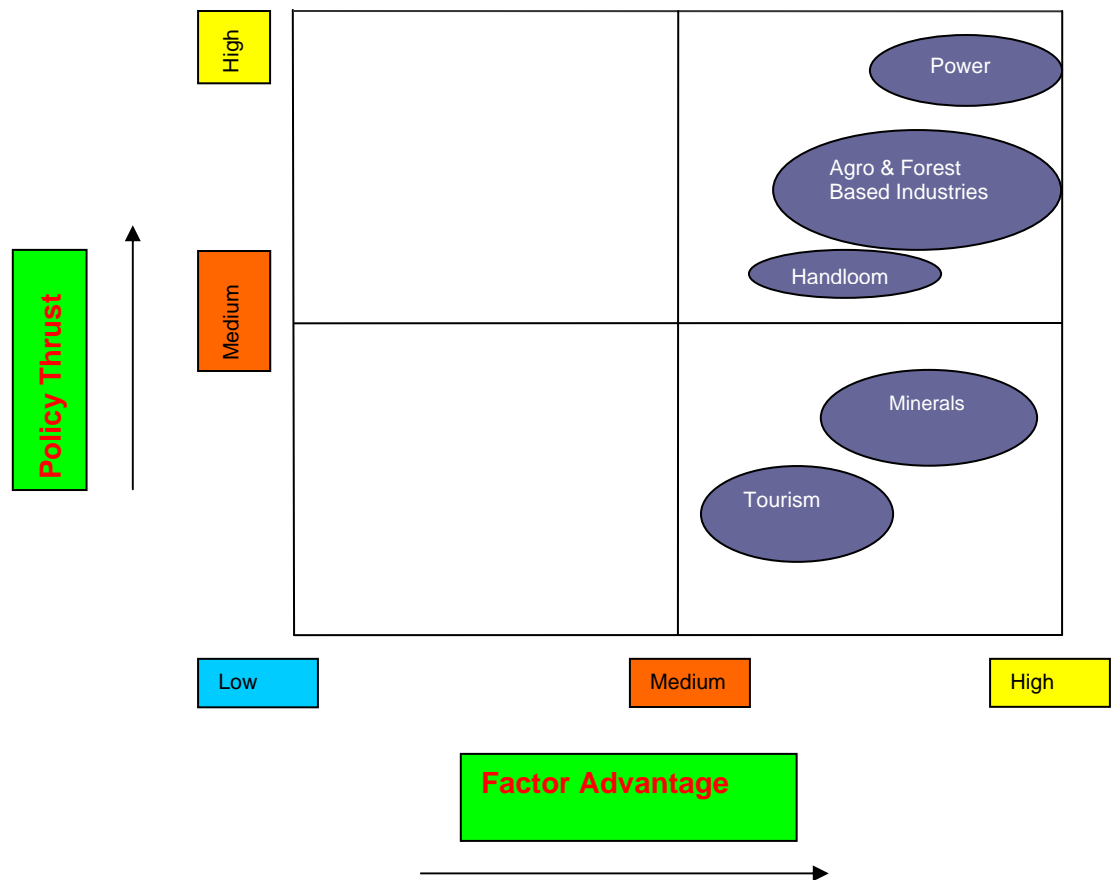 High
Power
Agro & Forest
Based Industries
Handloom
Medium
Policy Thrust
Minerals
Tourism
Low
Medium
High
Factor Advantage